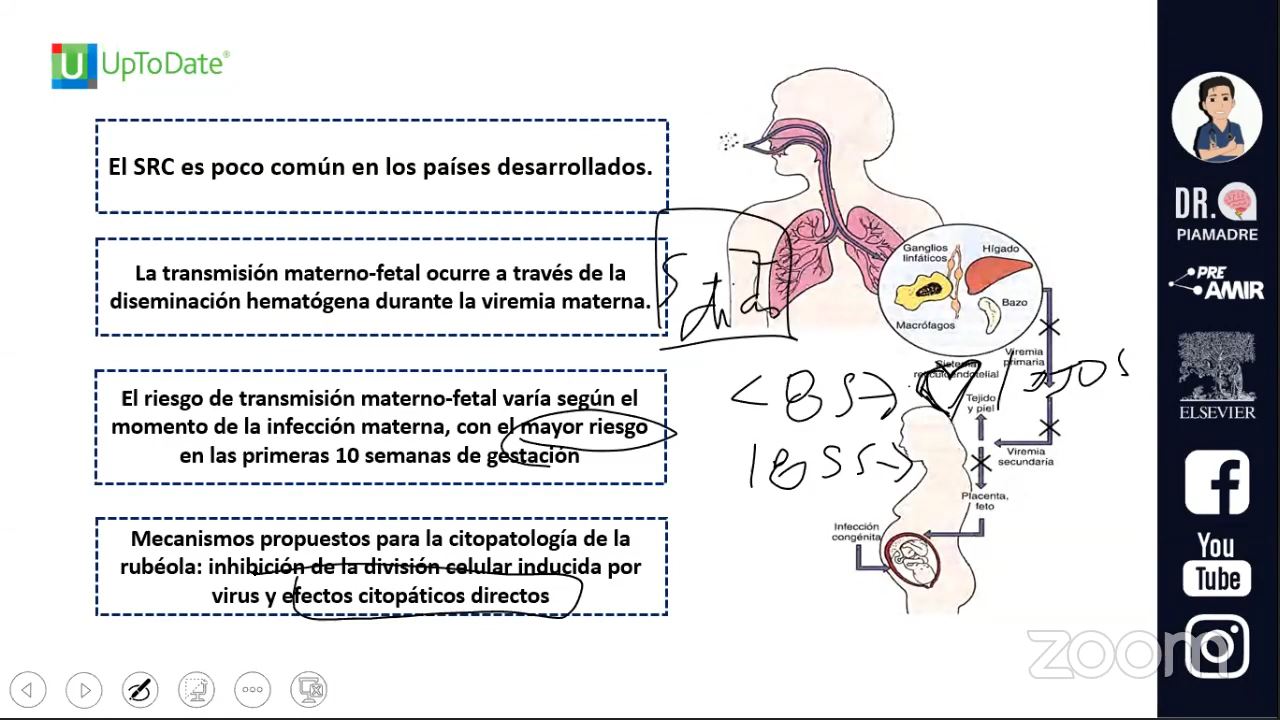 UpToDate®
El SRC es poco común en los países desarrollados.
La transmisión materno-fetal ocurre a través de la
diseminación hematógena durante la viremia materna.
El riesgo de transmisión materno-fetal varía según el
momento de la infección materna, con el mayor riesgo
en las primeras 10 semanas de gestación
Mecanismos propuestos para la citopatología de la
rubéola: inhibición de la división celular inducida por
virus y efectos citopáticos directos
Ganglios
linfáticos
Hígado
Bazo
Macrófagos
Sistema
reticuloendotelial
Viremia
primaria
Tejido
y piel
Viremia
secundaria
Placenta,
feto
Infección
congénita
DR.
PIAMADRE
PRE
AMIR
ELSEVIER
You
Tube
zoom